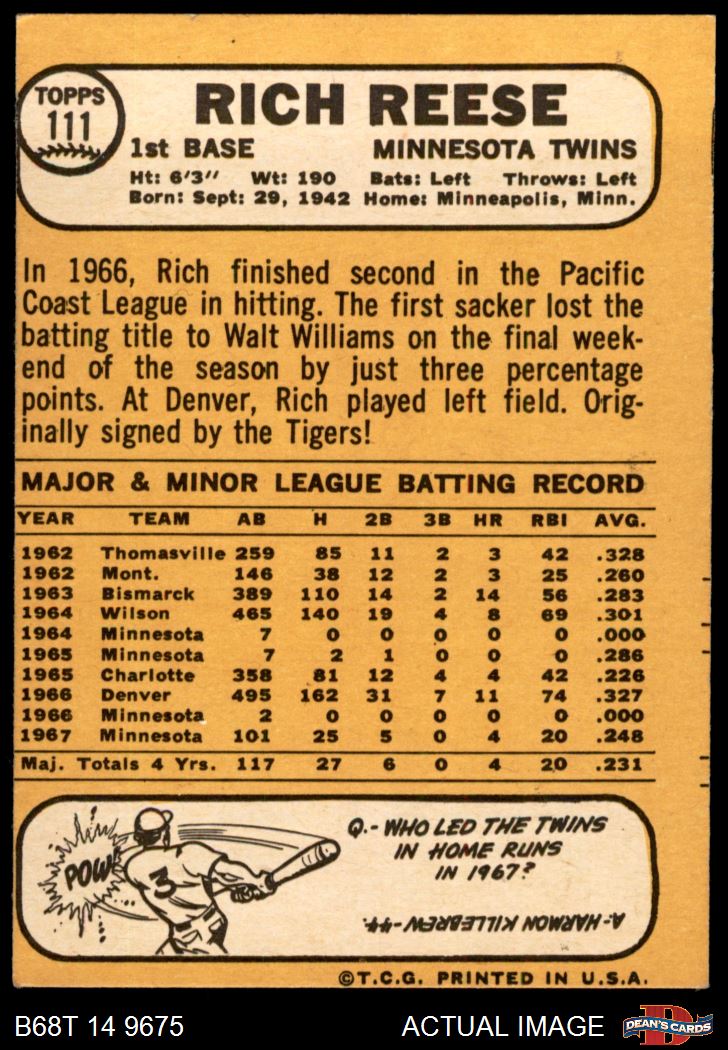 TOPPS
111
RICH REESE
1st BASE MINNESOTA TWINS
Ht: 6'3" Wt: 190 Bats: Left Throws: Left
Born: Sept: 29, 1942 Home: Minneapolis, Minn.
In 1966, Rich finished second in the Pacific
Coast League in hitting. The first sacker lost the
batting title to Walt Williams on the final week-
end of the season by just three percentage
points. At Denver, Rich played left field. Orig-
inally signed by the Tigers!
MAJOR & MINOR LEAGUE BATTING RECORD
YEAR TEAM AB H 2B 3B HR RBI AVG.
1962 Thomasville 259 85 11 2 3 42 .328
1962 Mont. 146 38 12 2 3 25 .260
1963 Bismarck 389 110 14 2 14 56 .283
1964 Wilson 465 140 19 4 8 69 .301
1964 Minnesota 7 0 0 0 0 0 .000
1965 Minnesota 7 2 1 0 0 0 .286
1965 Charlotte 358 81 12 4 4 42 .226
1966 Denver 495 162 31 7 11 74 .327
1966 Minnesota 2 0 0 0 0 0 .000
1967 Minnesota 101 25 5 0 4 20 .248
Maj. Totals 4 Yrs. 117 27 6 0 4 20 .231
POW!
3
Q.- WHO LED THE TWINS
IN HOME RUNS
IN 1967?
A-HARMON KILLEBREW-44.
©T.C.G. PRINTED IN U.S.A.
B68T 14 9675 ACTUAL IMAGE
D
DEAN'S CARDS